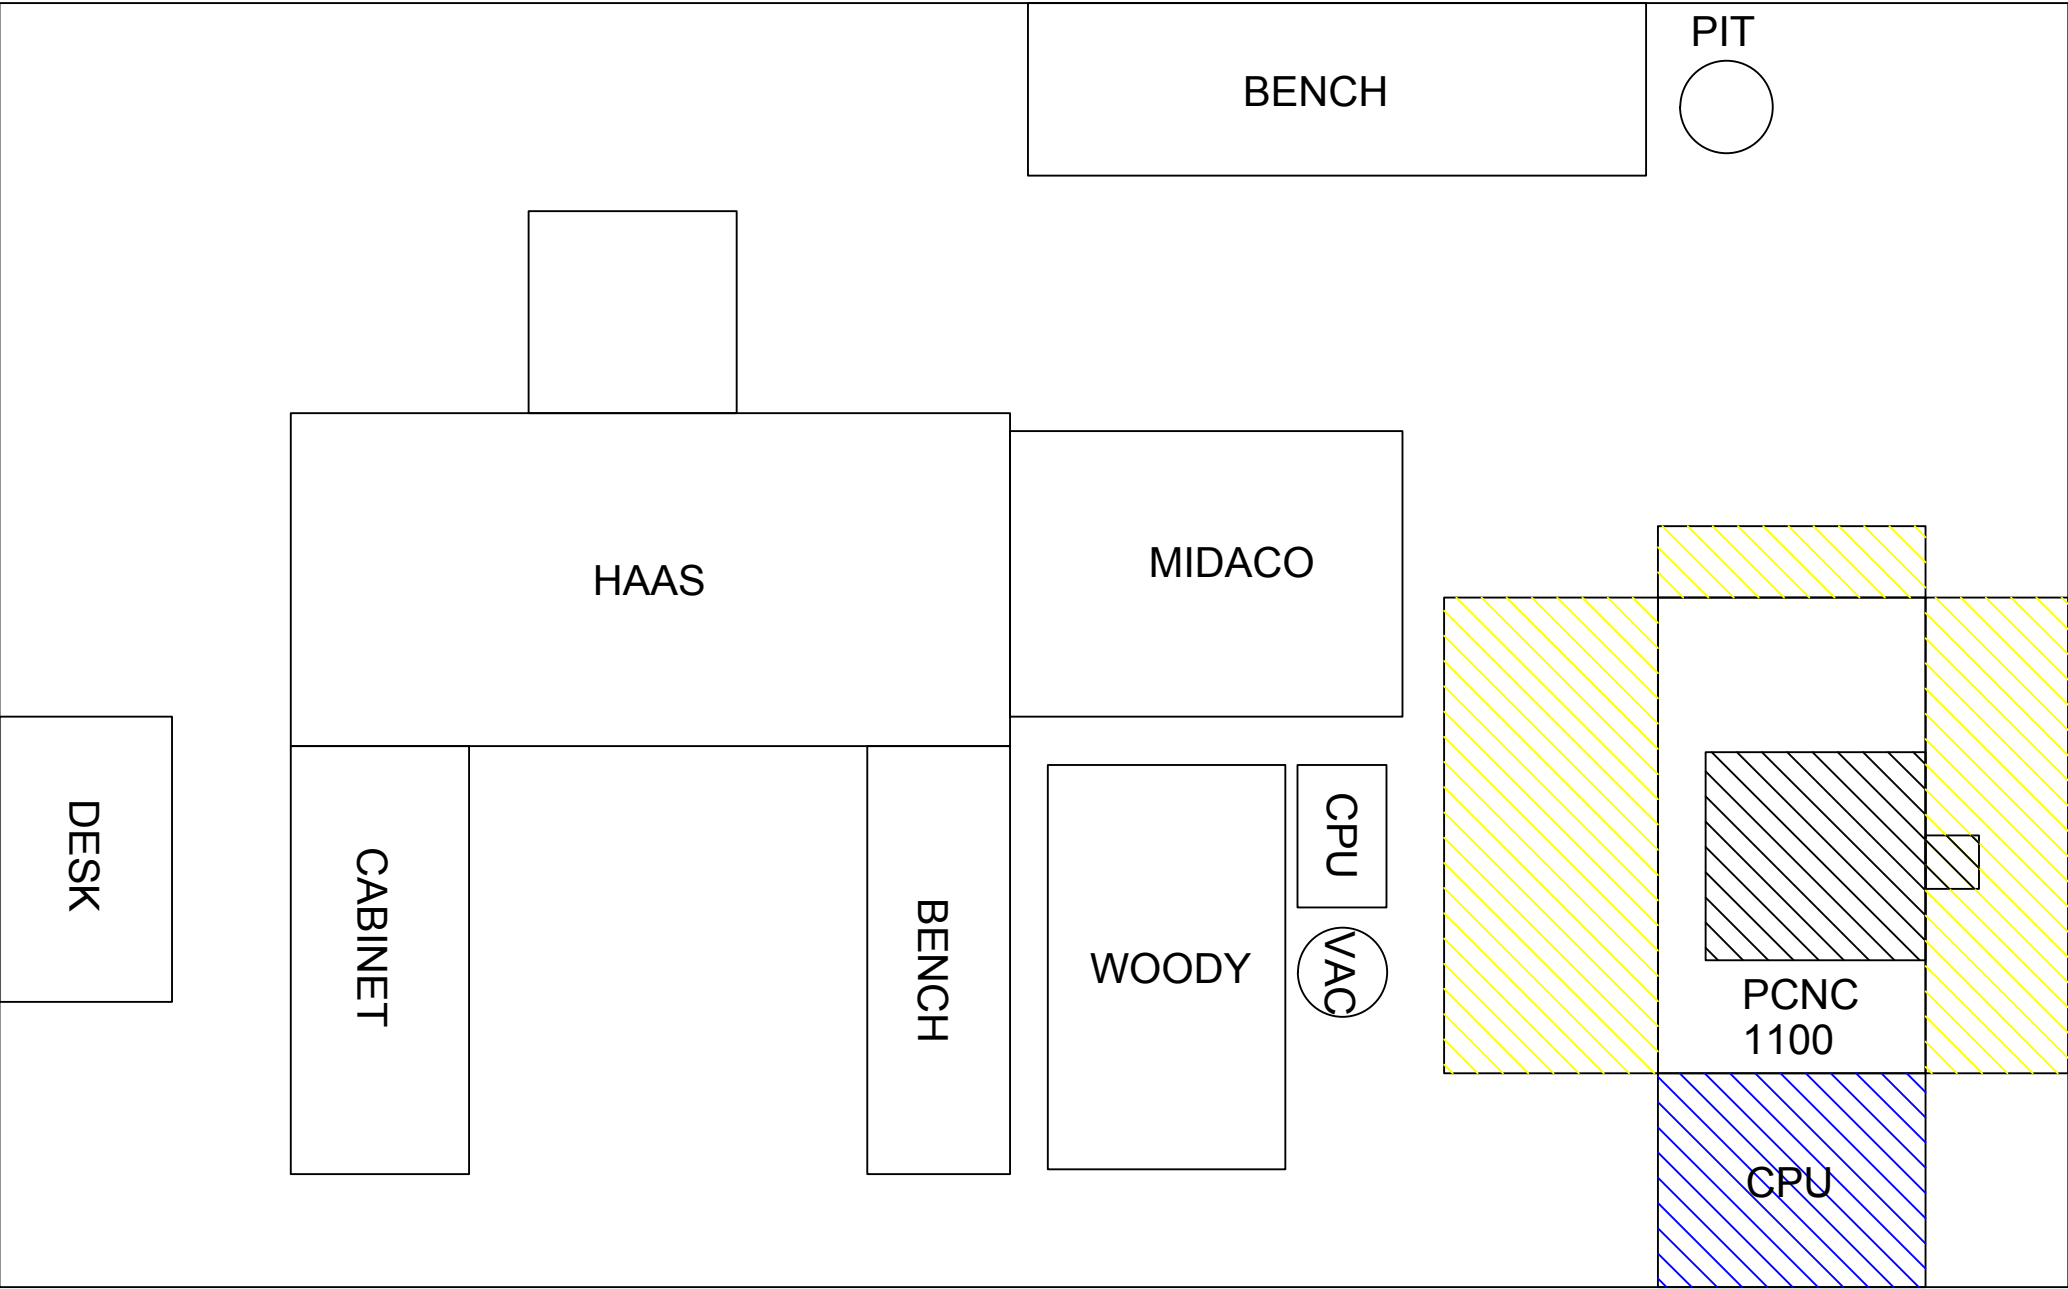 PIT
BENCH
HAAS
MIDACO
DESK
CABINET
BENCH
WOODY
CPU
VAC
PCNC
1100
CPU